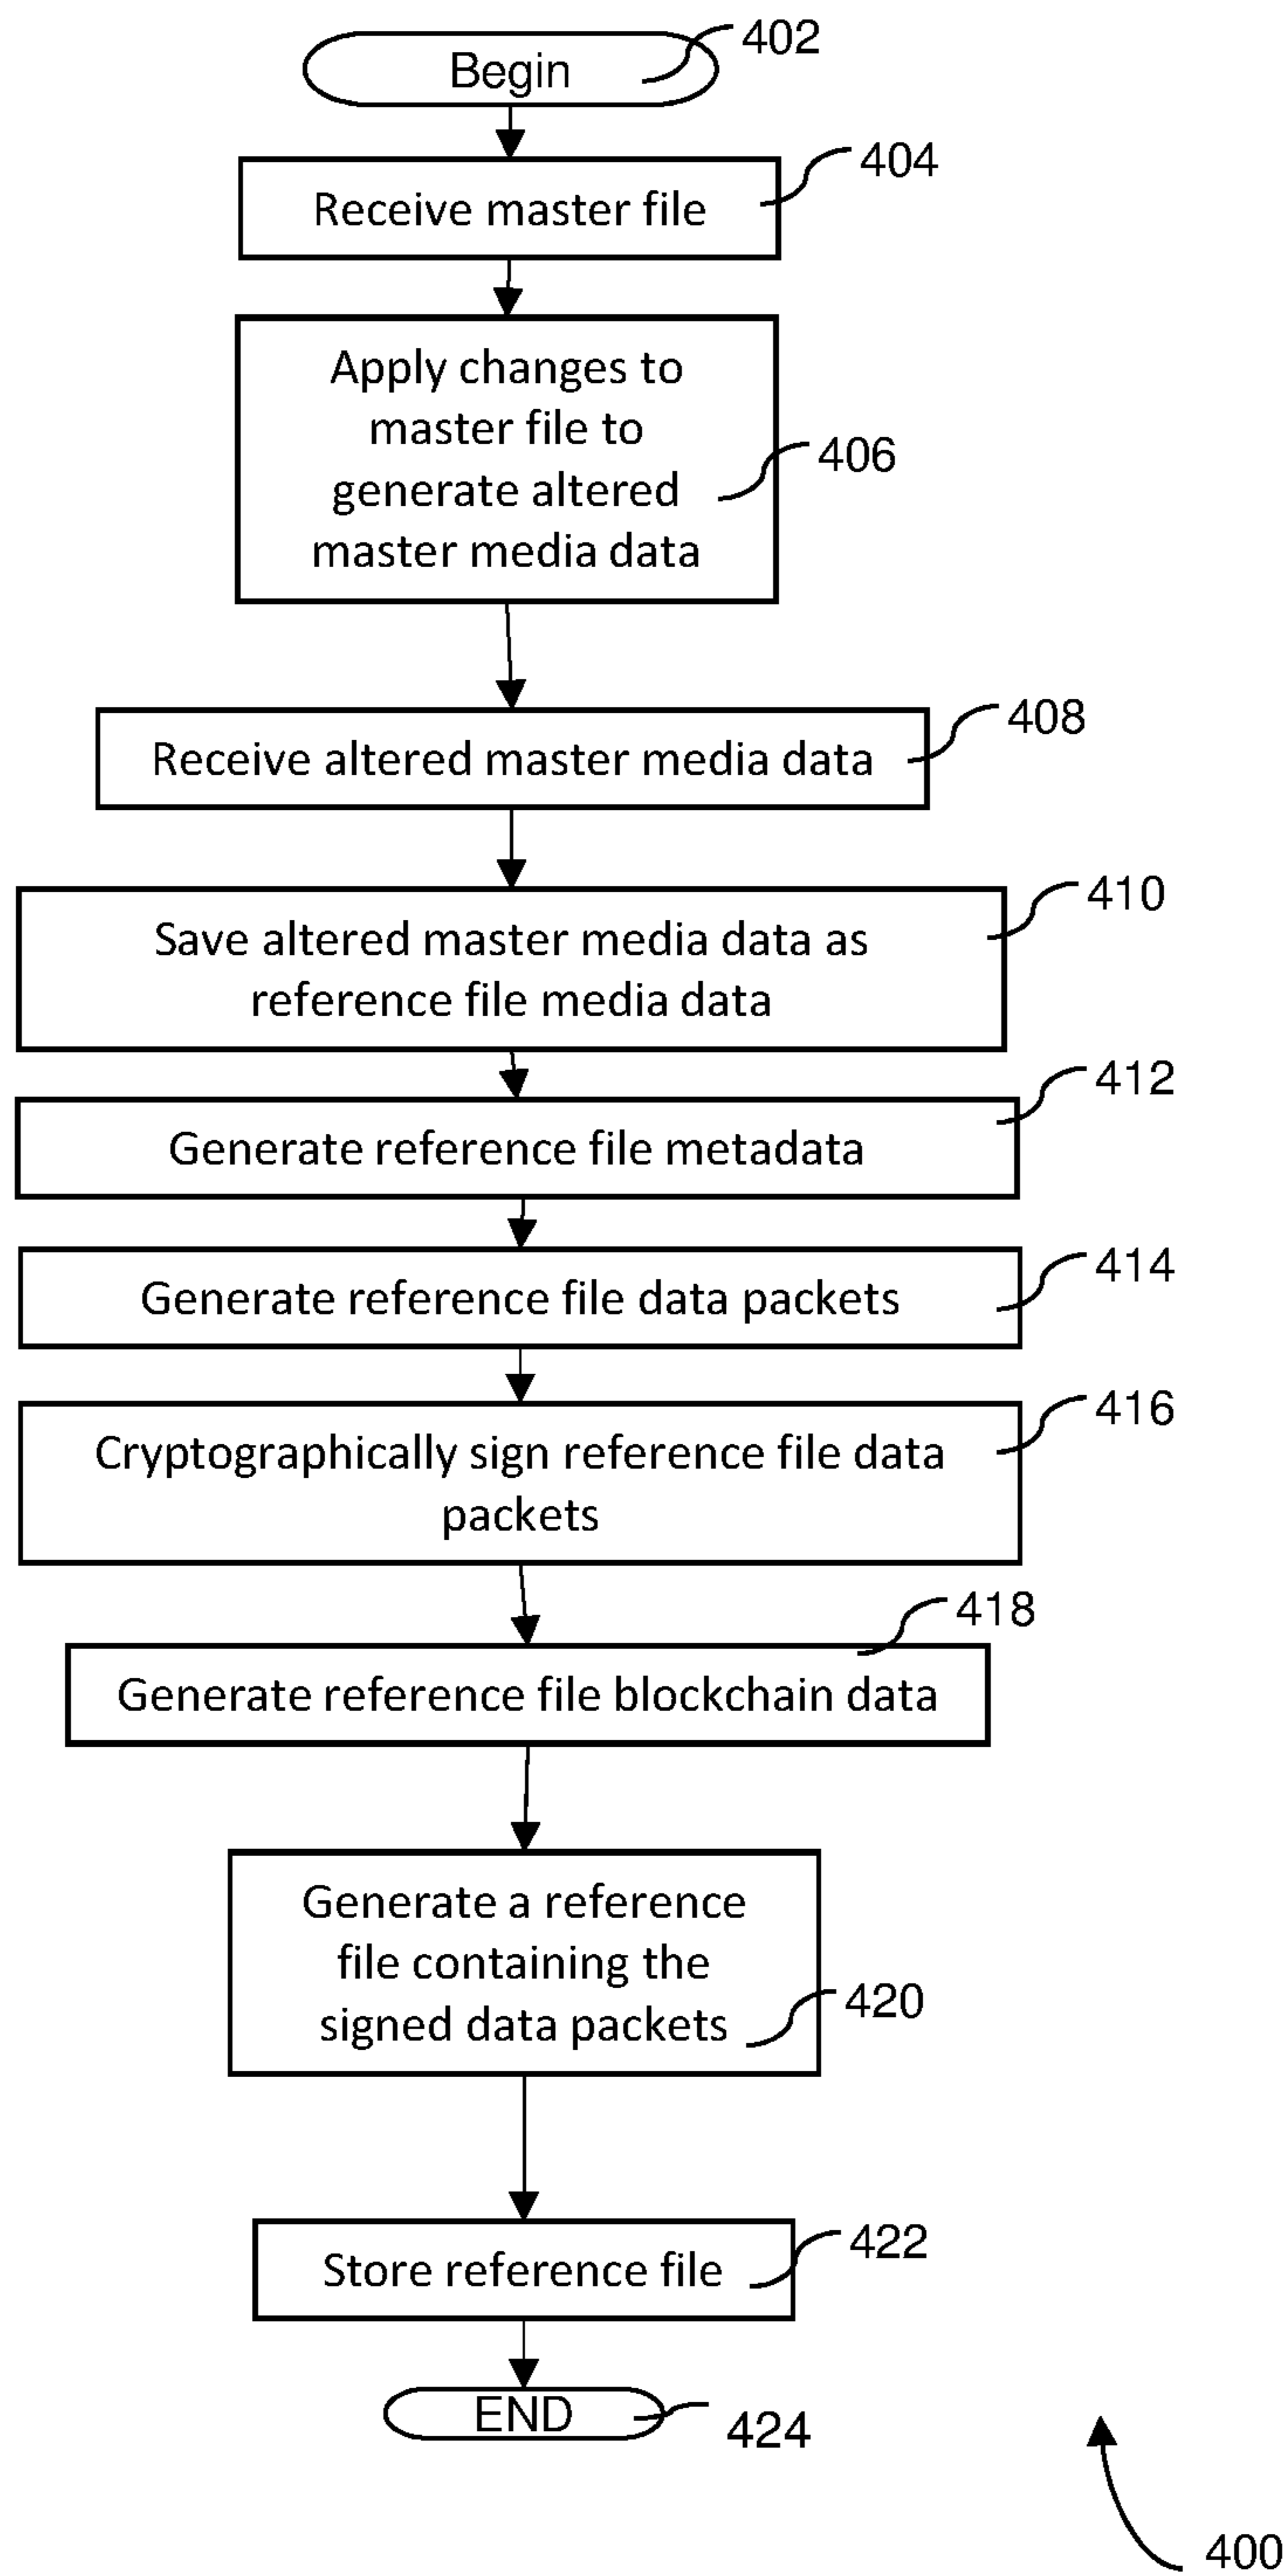 Begin
402
Receive master file
404
Apply changes to
master file to
generate altered
master media data
406
Receive altered master media data
408
Save altered master media data as
reference file media data
410
Generate reference file metadata
412
Generate reference file data packets
414
Cryptographically sign reference file data
packets
416
Generate reference file blockchain data
418
Generate a reference
file containing the
signed data packets
420
Store reference file
422
END
424
400